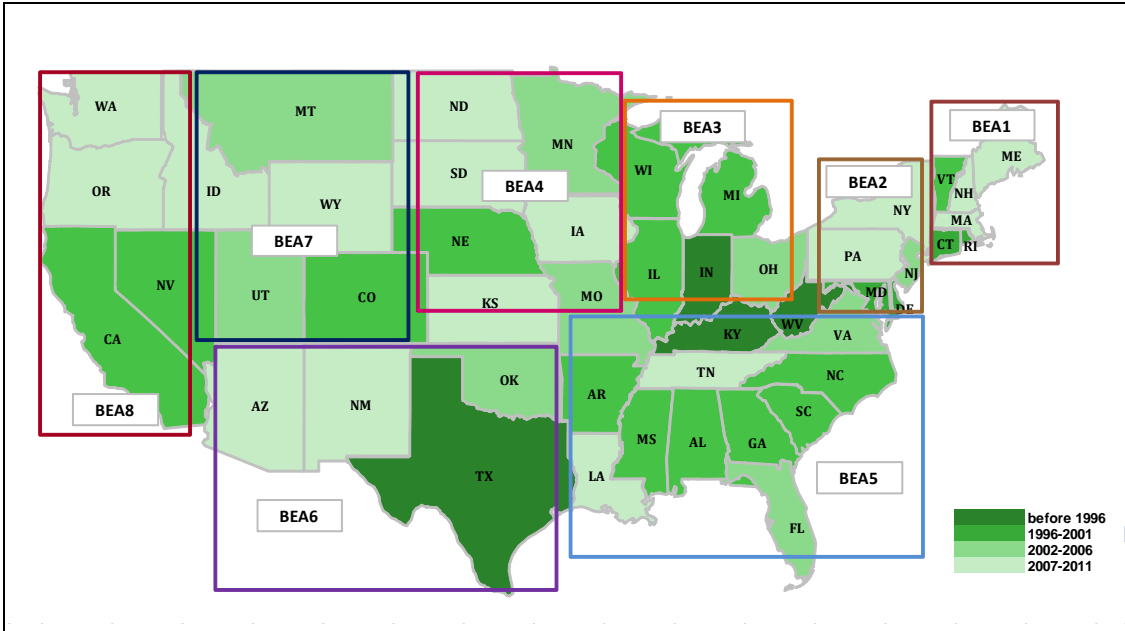 WA
MT
ND
MN
BEA3
BEA1
ME
OR
ID
WY
SD
BEA4
WI
MI
BEA2
VT
NH
NY
MA
BEA7
NE
IA
CT
RI
NV
UT
CO
KS
MO
IL
IN
OH
PA
NJ
MD
DE
CA
KY
WV
VA
BEA8
AZ
NM
OK
AR
TN
NC
SC
TX
LA
MS
AL
GA
BEA5
BEA6
FL
before 1996
1996-2001
2002-2006
2007-2011